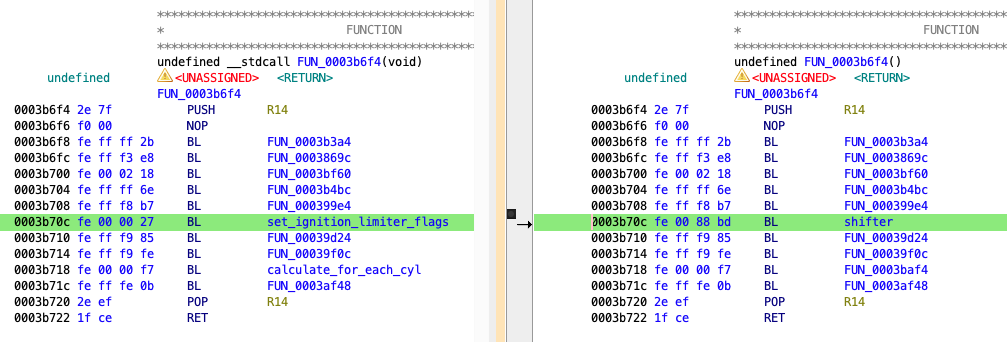 ************************************************
*                          FUNCTION
************************************************
undefined __stdcall FUN_0003b6f4(void)
undefined <UNASSIGNED> <RETURN>
FUN_0003b6f4
0003b6f4 2e 7f PUSH R14
0003b6f6 f0 00 NOP
0003b6f8 fe ff ff 2b BL FUN_0003b3a4
0003b6fc fe ff f3 e8 BL FUN_0003869c
0003b700 fe 00 02 18 BL FUN_0003bf60
0003b704 fe ff ff 6e BL FUN_0003b4bc
0003b708 fe ff f8 b7 BL FUN_000399e4
0003b70c fe 00 00 27 BL set_ignition_limiter_flags
0003b710 fe ff f9 85 BL FUN_00039d24
0003b714 fe ff f9 fe BL FUN_00039f0c
0003b718 fe 00 00 f7 BL calculate_for_each_cyl
0003b71c fe ff fe 0b BL FUN_0003af48
0003b720 2e ef POP R14
0003b722 1f ce RET
******************************************
*                          FUNCTION
******************************************
undefined FUN_0003b6f4()
undefined <UNASSIGNED> <RETURN>
FUN_0003b6f4
0003b6f4 2e 7f PUSH R14
0003b6f6 f0 00 NOP
0003b6f8 fe ff ff 2b BL FUN_0003b3a4
0003b6fc fe ff f3 e8 BL FUN_0003869c
0003b700 fe 00 02 18 BL FUN_0003bf60
0003b704 fe ff ff 6e BL FUN_0003b4bc
0003b708 fe ff f8 b7 BL FUN_000399e4
0003b70c fe 00 88 bd BL shifter
0003b710 fe ff f9 85 BL FUN_00039d24
0003b714 fe ff f9 fe BL FUN_00039f0c
0003b718 fe 00 00 f7 BL FUN_0003baf4
0003b71c fe ff fe 0b BL FUN_0003af48
0003b720 2e ef POP R14
0003b722 1f ce RET